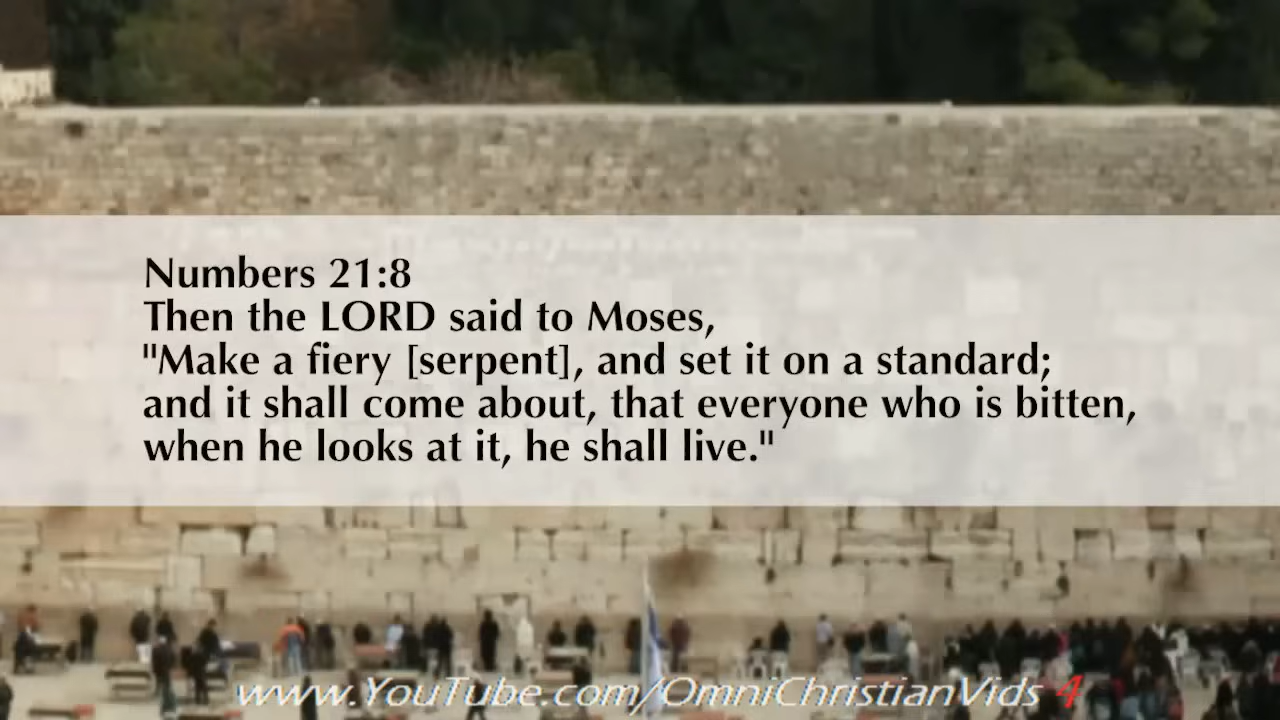 Numbers 21:8
Then the LORD said to Moses,
"Make a fiery [serpent], and set it on a standard;
and it shall come about, that everyone who is bitten,
when he looks at it, he shall live."
www.YouTube.com/OmniChristianVids 4